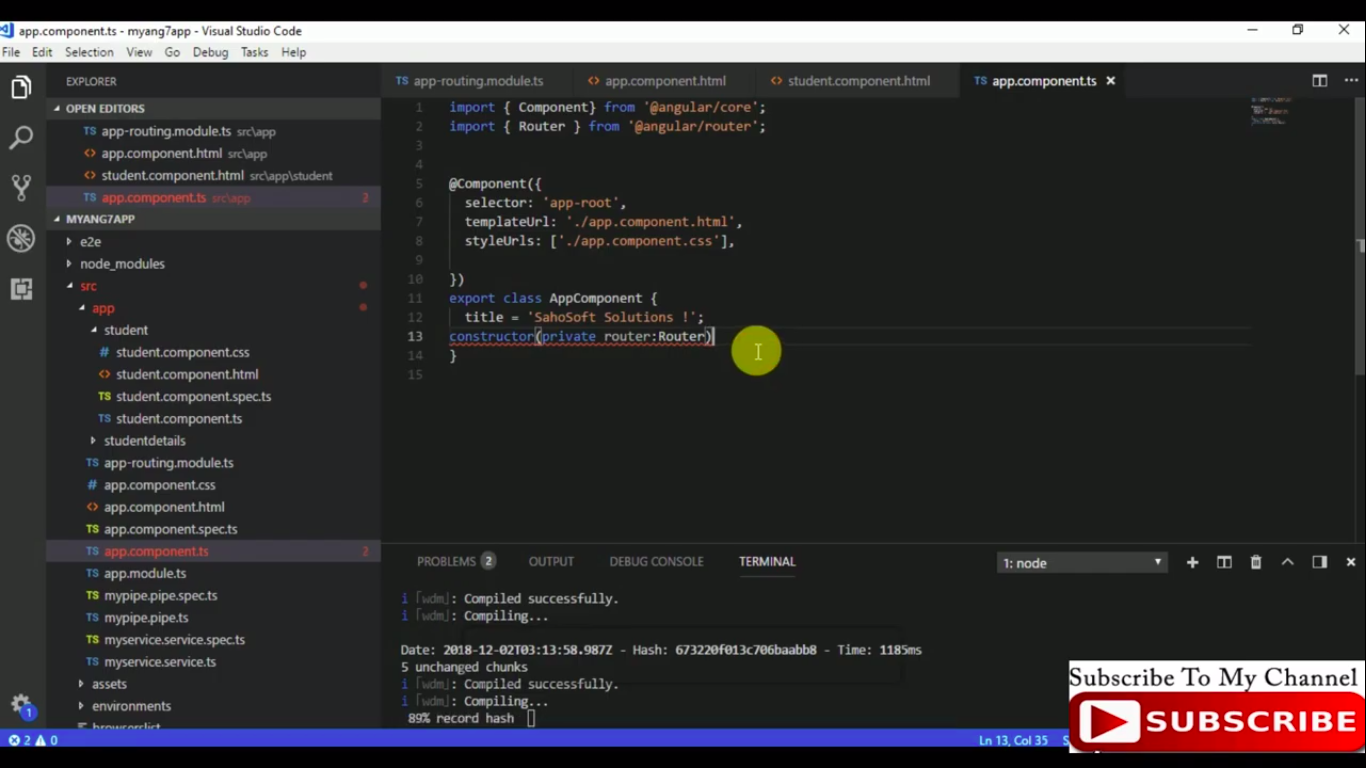 app.component.ts - myang7app - Visual Studio Code
File Edit Selection View Go Debug Tasks Help
EXPLORER
OPEN EDITORS
TS app-routing.module.ts src\app
<> app.component.html src\app
<> student.component.html src\app\student
TS app.component.ts src\app 2
MYANG7APP
e2e
node_modules
src
app
student
# student.component.css
<> student.component.html
TS student.component.spec.ts
TS student.component.ts
studentdetails
TS app-routing.module.ts
# app.component.css
<> app.component.html
TS app.component.spec.ts
TS app.component.ts 2
TS app.module.ts
TS mypipe.pipe.spec.ts
TS mypipe.pipe.ts
TS myservice.service.spec.ts
TS myservice.service.ts
assets
environments
browserslist
1
TS app-routing.module.ts <> app.component.html <> student.component.html TS app.component.ts
1 import { Component} from '@angular/core';
2 import { Router } from '@angular/router';
3
4
5 @Component({
6 selector: 'app-root',
7 templateUrl: './app.component.html',
8 styleUrls: ['./app.component.css'],
9
10 })
11 export class AppComponent {
12 title = 'SahoSoft Solutions !';
13 constructor(private router:Router)
14 }
15
PROBLEMS 2 OUTPUT DEBUG CONSOLE TERMINAL 1: node
i ｢wdm｣: Compiled successfully.
i ｢wdm｣: Compiling...
Date: 2018-12-02T03:13:58.987Z - Hash: 673220f013c706baabb8 - Time: 1185ms
5 unchanged chunks
i ｢wdm｣: Compiled successfully.
i ｢wdm｣: Compiling...
89% record hash
2 0 Ln 13, Col 35
Subscribe To My Channel
SUBSCRIBE